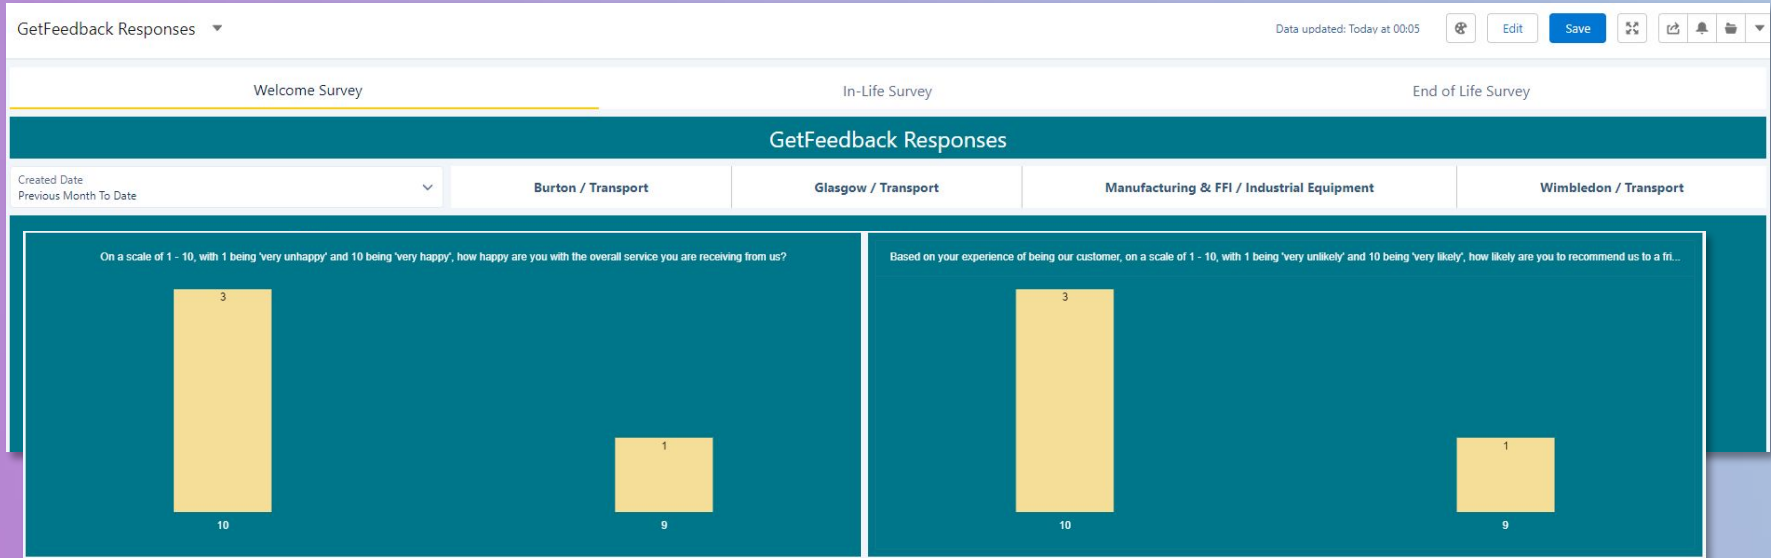 GetFeedback Responses
Data updated: Today at 00:05
Edit
Save
Welcome Survey
In-Life Survey
End of Life Survey
GetFeedback Responses
Created Date
Previous Month To Date
Burton / Transport
Glasgow / Transport
Manufacturing & FFI / Industrial Equipment
Wimbledon / Transport
On a scale of 1 - 10, with 1 being 'very unhappy' and 10 being 'very happy', how happy are you with the overall service you are receiving from us?
3
1
10
9
Based on your experience of being our customer, on a scale of 1 - 10, with 1 being 'very unlikely' and 10 being 'very likely', how likely are you to recommend us to a fri...
3
1
10
9